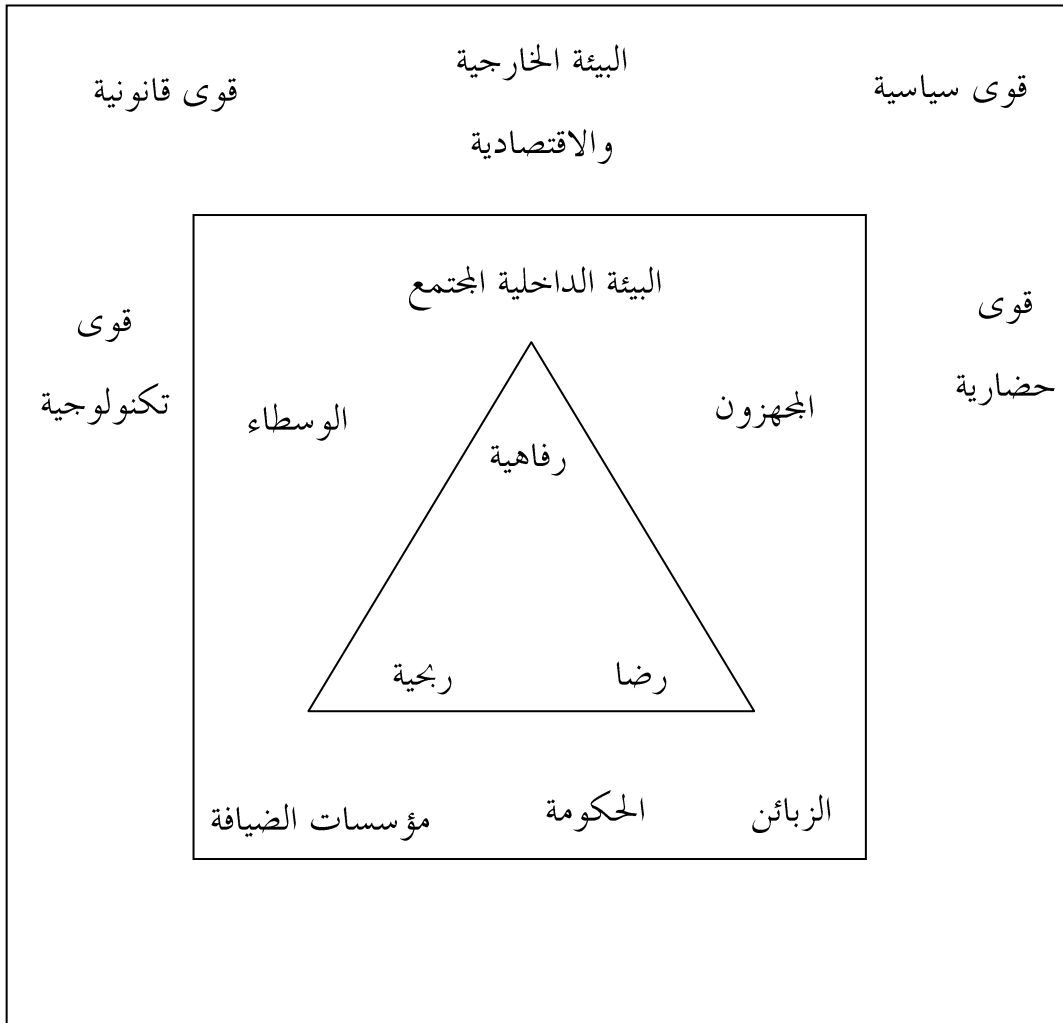 البيئة الخارجية
والاقتصادية
قوى سياسية
قوى قانونية
البيئة الداخلية المجتمع
قوى
حضارية
قوى
تكنولوجية
المجهزون
الوسطاء
رفاهية
رضا
ربحية
الزبائن
الحكومة
مؤسسات الضيافة